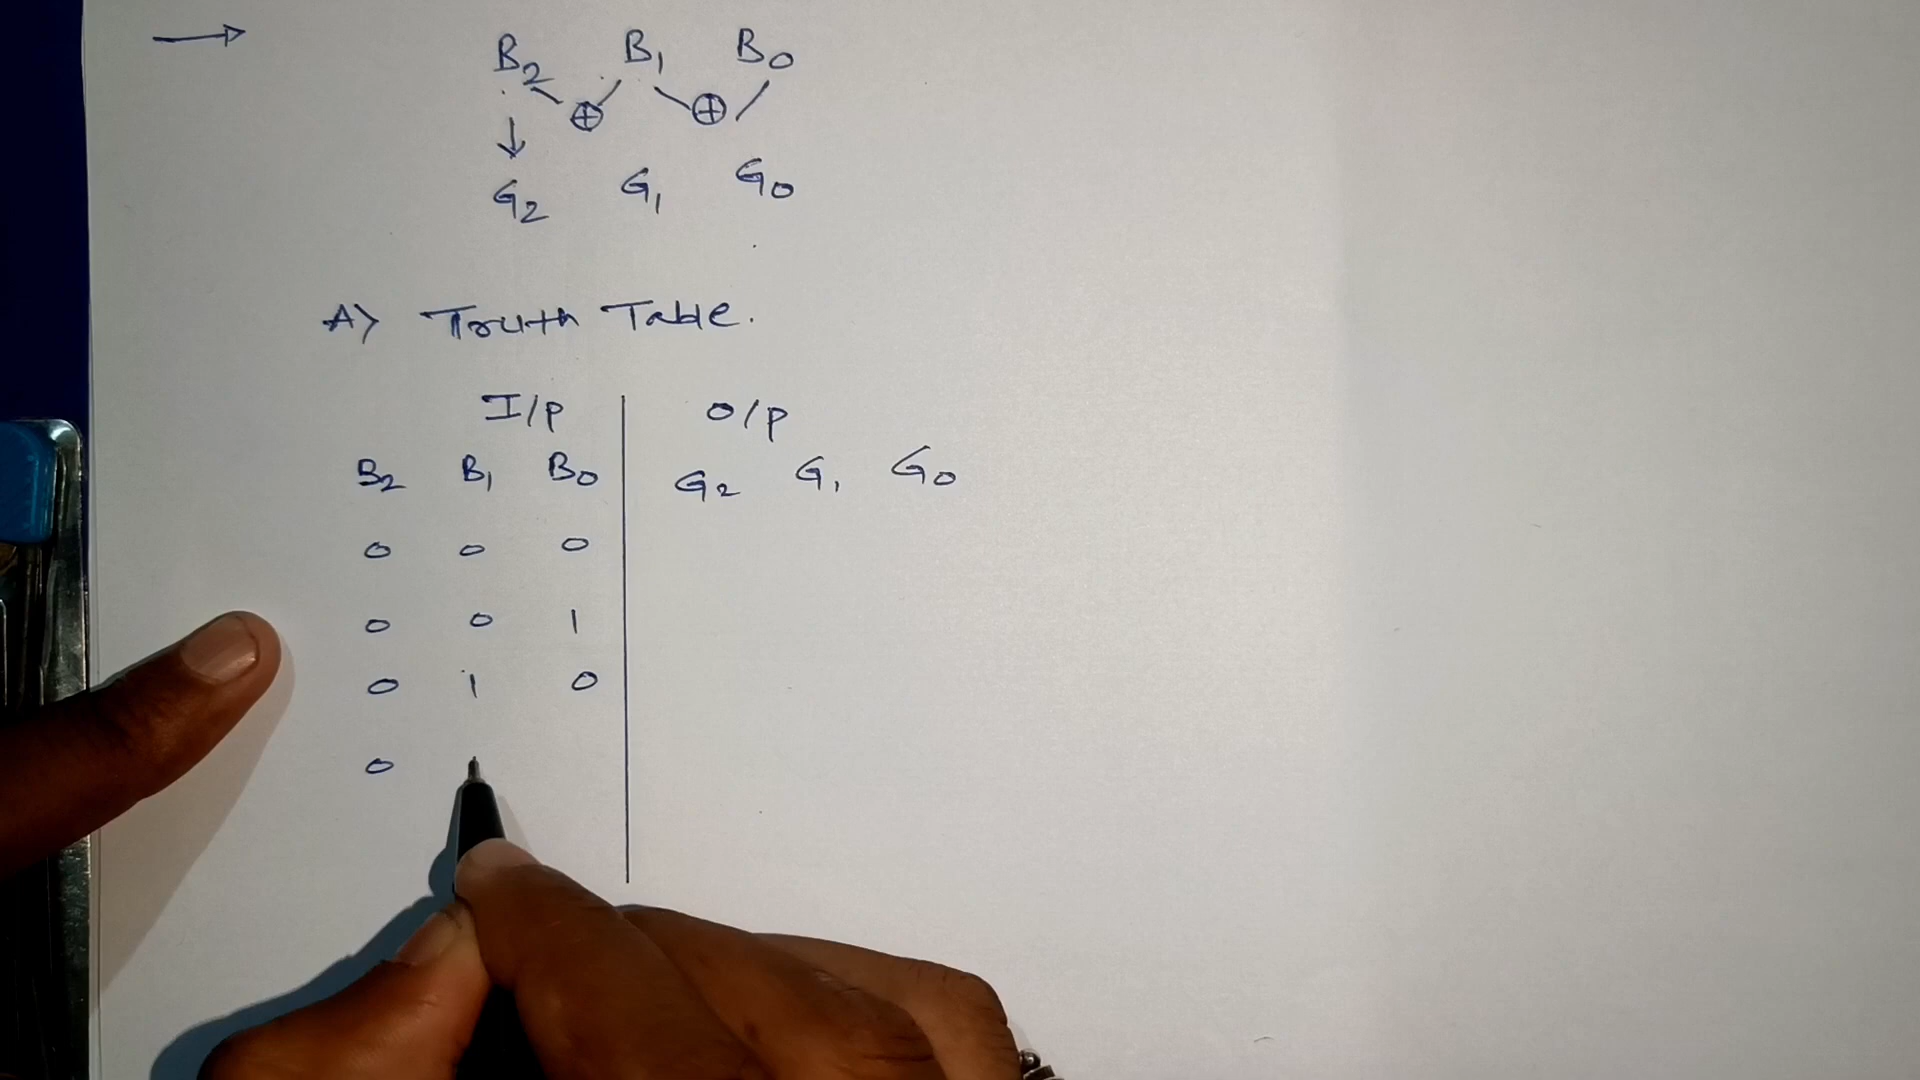 → B2 B1 B0
⊕ ⊕
↓
G2 G1 G0
A) Truth Table.
I/P O/P
B2 B1 B0 G2 G1 G0
0 0 0
0 0 1
0 1 0
0